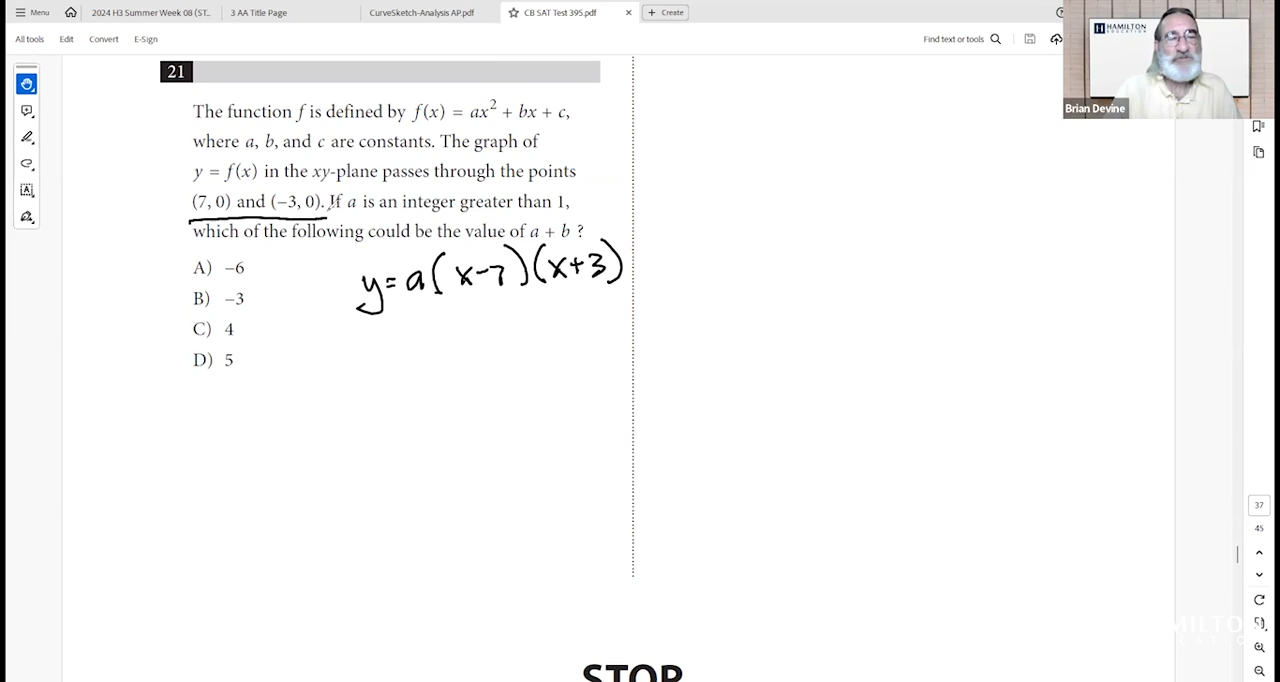 Menu
2024 H3 Summer Week 08 (ST...
3 AA Title Page
CurveSketch-Analysis AP.pdf
CB SAT Test 395.pdf
Create
All tools
Edit
Convert
E-Sign
Find text or tools
HAMILTON
EDUCATION
Brian Devine
21
The function f is defined by f(x) = ax² + bx + c,
where a, b, and c are constants. The graph of
y = f(x) in the xy-plane passes through the points
(7, 0) and (−3, 0). If a is an integer greater than 1,
which of the following could be the value of a + b ?
A) −6
B) −3
C) 4
D) 5
y = a(x-7)(x+3)
37
45
STOP